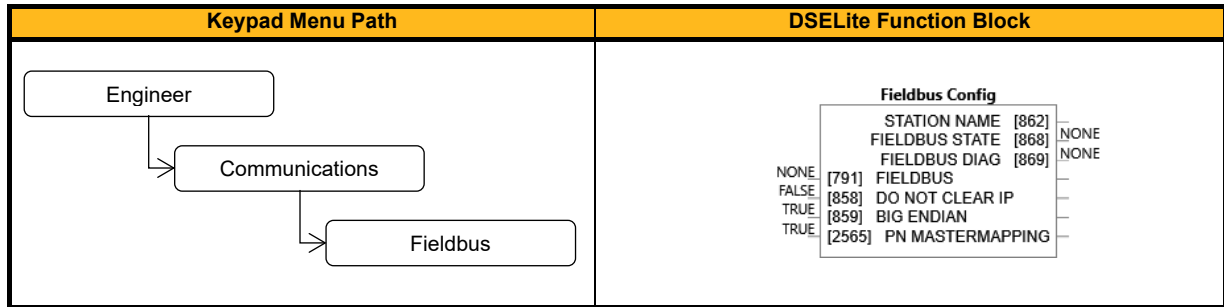 Keypad Menu Path
DSELite Function Block
Engineer
Communications
Fieldbus
Fieldbus Config
STATION NAME [862]
FIELDBUS STATE [868] NONE
FIELDBUS DIAG [869] NONE
NONE [791] FIELDBUS
FALSE [858] DO NOT CLEAR IP
TRUE [859] BIG ENDIAN
TRUE [2565] PN MASTERMAPPING